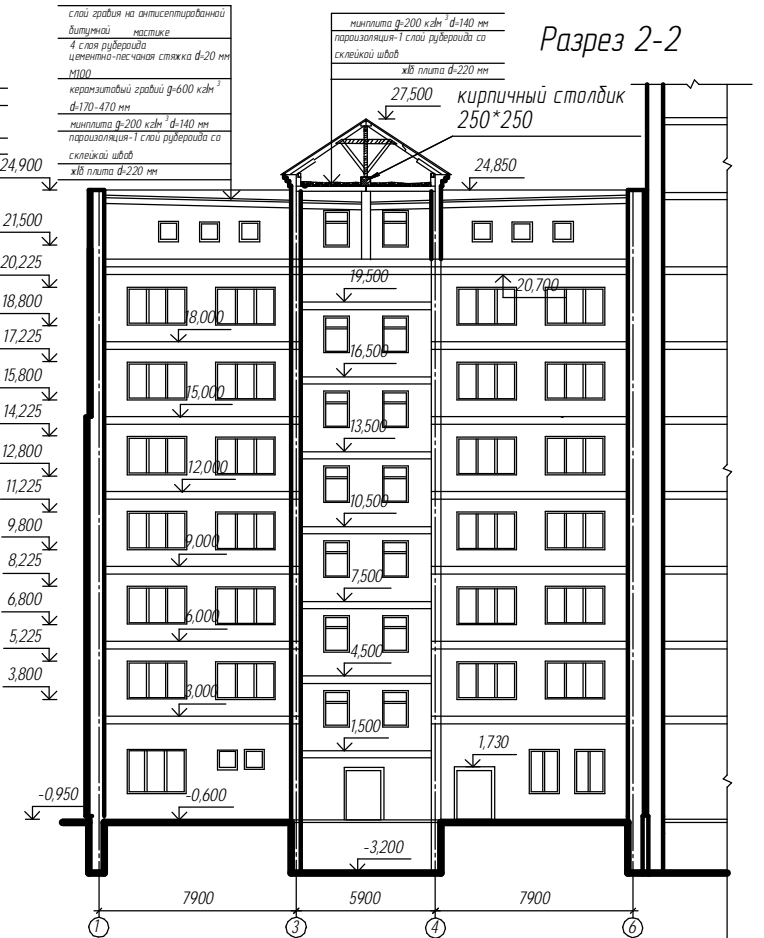 слой гравия на антисептированной
битумной мастике
4 слоя рубероида
цементно-песчаная стяжка d=20 мм
М100
керамзитовый гравий g=600 кг/м³
d=170-470 мм
минплита g=200 кг/м³ d=140 мм
пароизоляция-1 слой рубероида со
склейкой швов
ж/б плита d=220 мм
минплита g=200 кг/м³ d=140 мм
пароизоляция-1 слой рубероида со
склейкой швов
ж/б плита d=220 мм
Разрез 2-2
27,500
кирпичный столбик
250*250
24,900
24,850
21,500
20,225
19,500
20,700
18,800
18,000
17,225
16,500
15,800
15,000
14,225
13,500
12,800
12,000
11,225
10,500
9,800
9,000
8,225
7,500
6,800
6,000
5,225
4,500
3,800
3,000
1,500
1,730
-0,950
-0,600
-3,200
7900
5900
7900
1
3
4
6